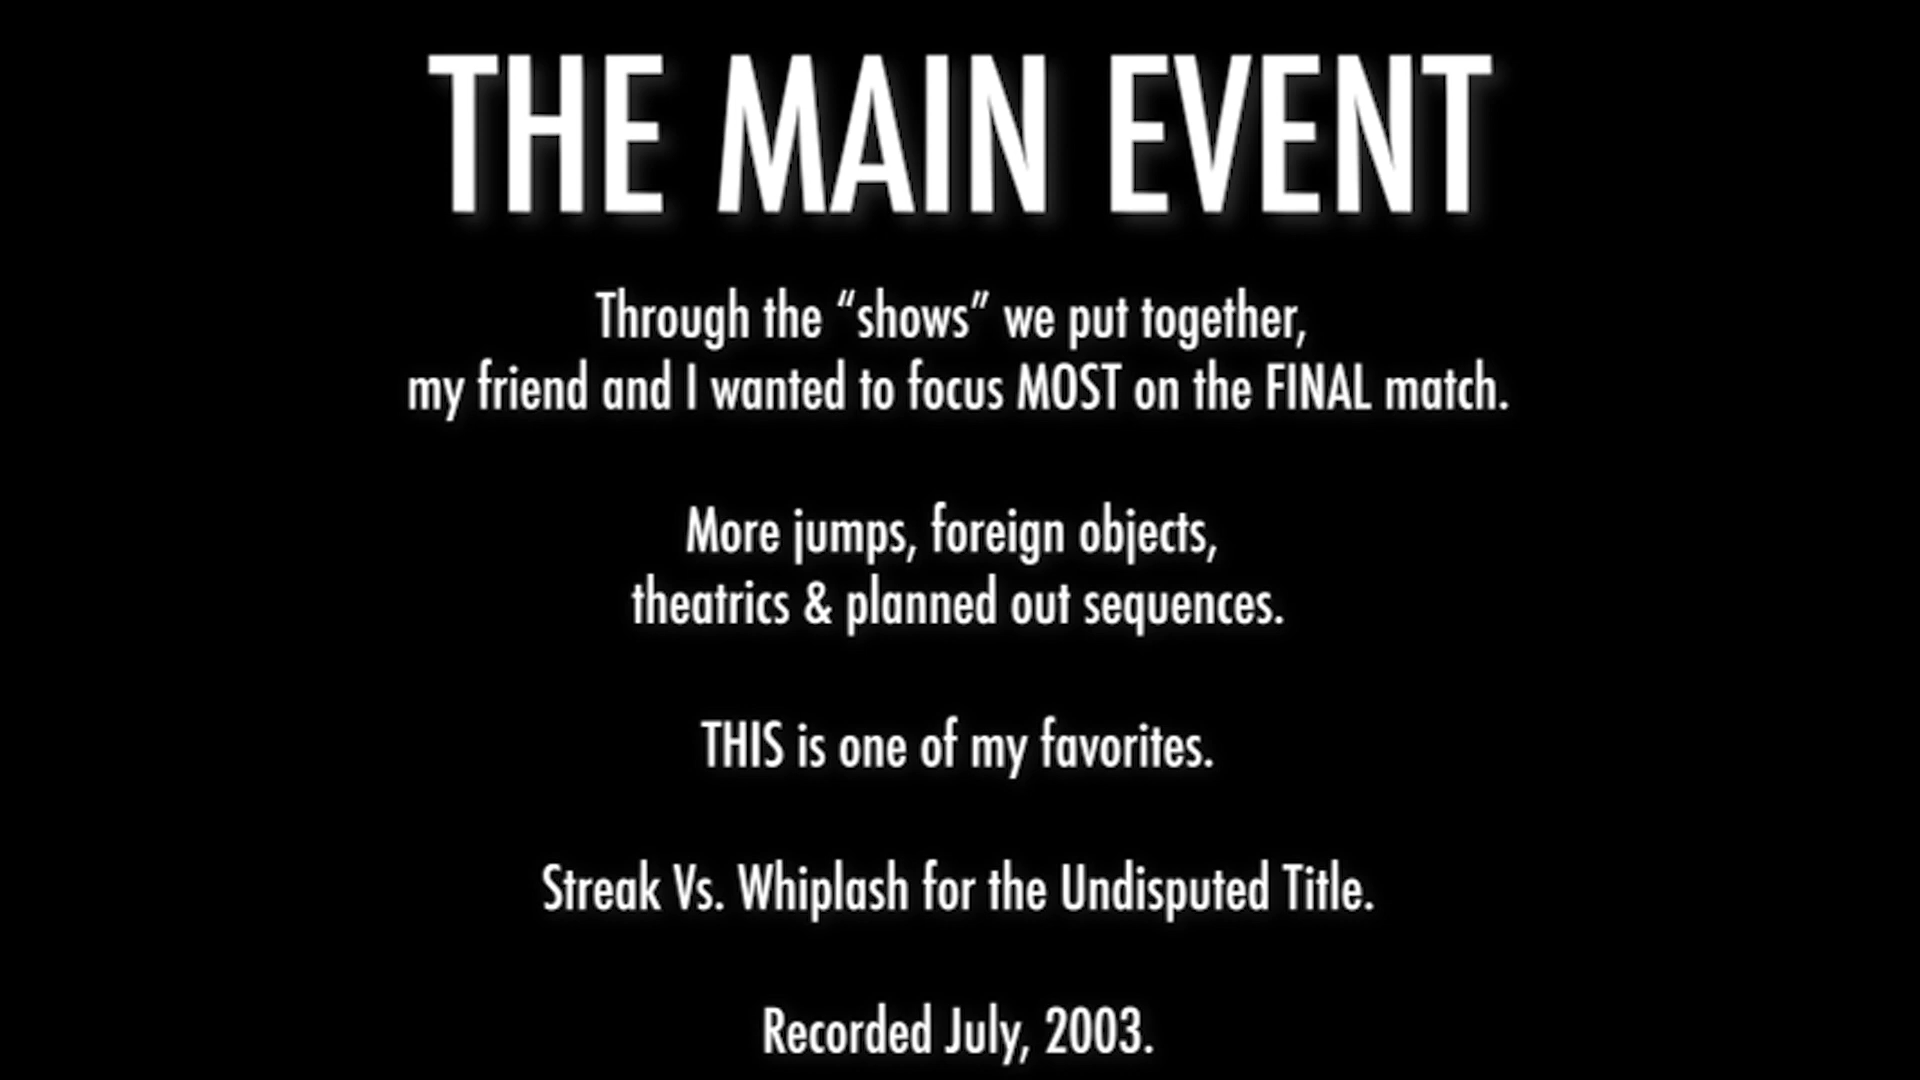 THE MAIN EVENT
Through the “shows” we put together,
my friend and I wanted to focus MOST on the FINAL match.
More jumps, foreign objects,
theatrics & planned out sequences.
THIS is one of my favorites.
Streak Vs. Whiplash for the Undisputed Title.
Recorded July, 2003.